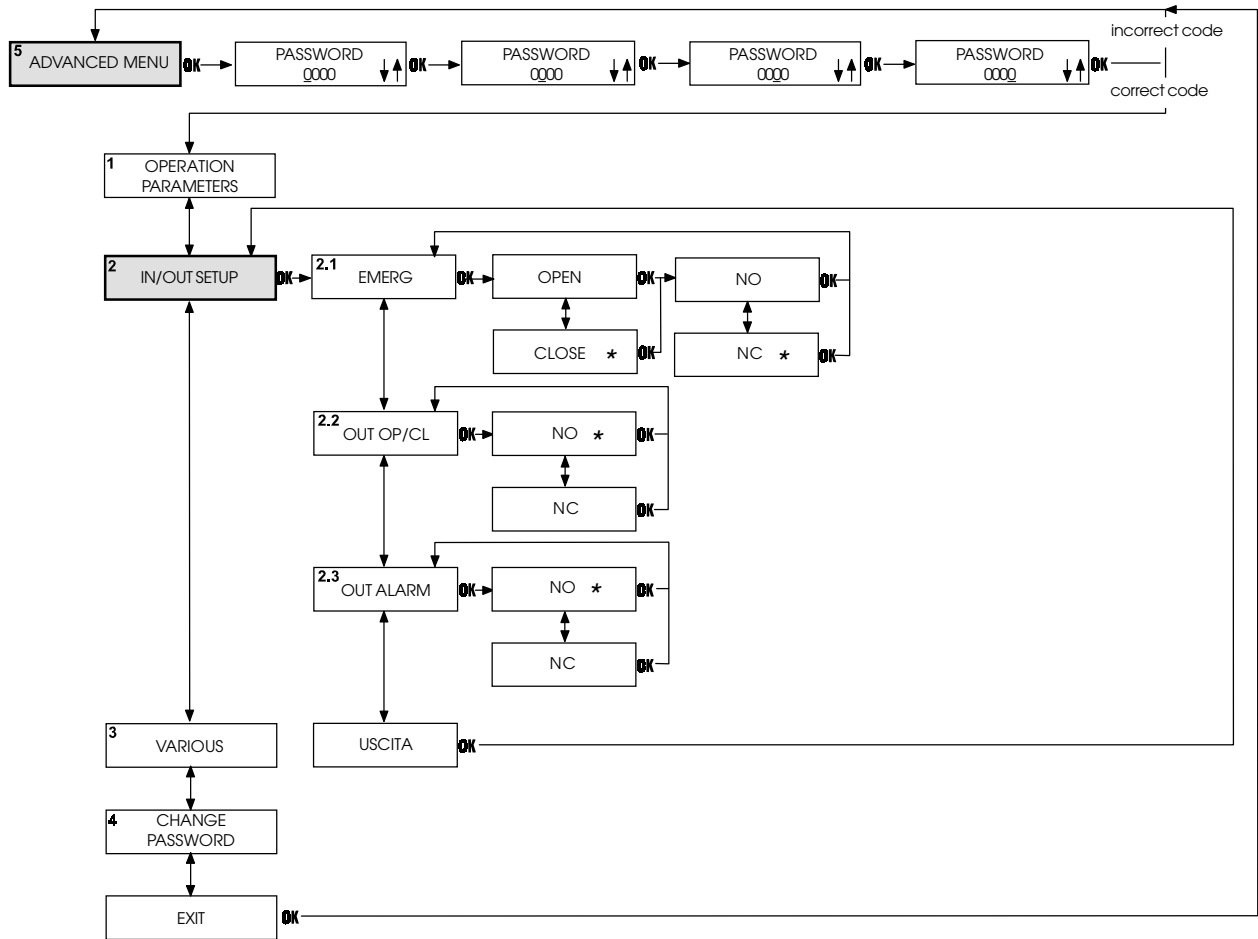 incorrect code
5 ADVANCED MENU OK PASSWORD OK PASSWORD OK PASSWORD OK PASSWORD OK
0000 0000 0000 0000
correct code
1 OPERATION
PARAMETERS
2 IN/OUT SETUP OK 2.1 EMERG OK OPEN OK NO OK
CLOSE * OK NC * OK
2.2 OUT OP/CL OK NO * OK
NC OK
2.3 OUT ALARM OK NO * OK
NC OK
3 VARIOUS USCITA OK
4 CHANGE
PASSWORD
EXIT OK